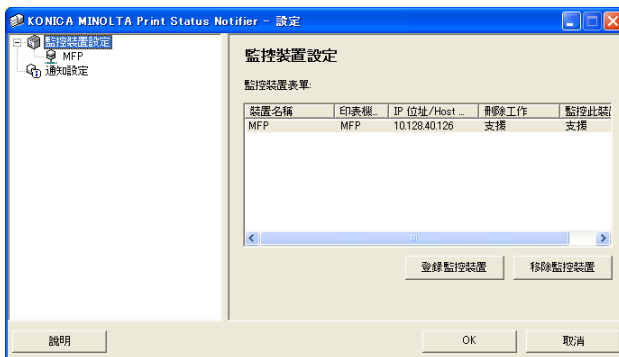 KONICA MINOLTA Print Status Notifier - 設定
監控裝置設定
MFP
通知設定
監控裝置設定
監控裝置表單:
裝置名稱 印表機... IP 位址/Host ... 刪除工作 監控此裝
MFP MFP 10.128.40.126 支援 支援
登錄監控裝置 移除監控裝置
說明 OK 取消